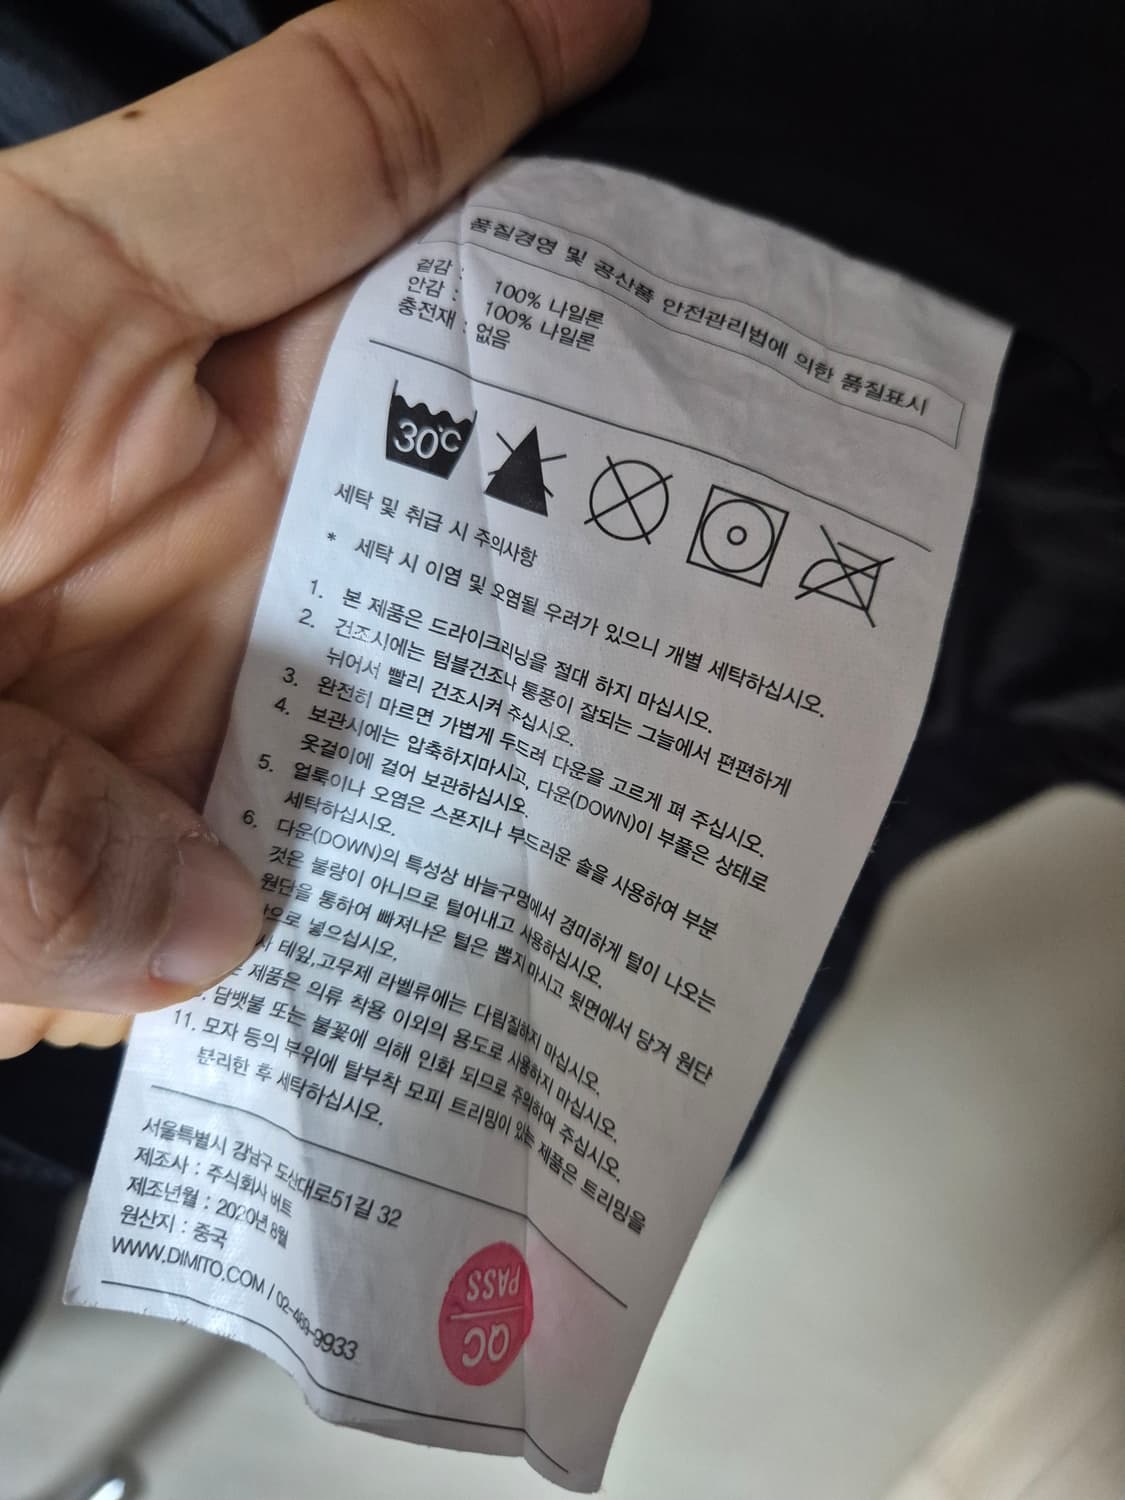 품질경영 및 공산품 안전관리법에 의한 품질표시
겉감 : 100% 나일론
안감 : 100% 나일론
충전재 : 없음
30℃
세탁 및 취급 시 주의사항
* 세탁 시 이염 및 오염될 우려가 있으니 개별 세탁하십시오.
1. 본 제품은 드라이크리닝을 절대 하지 마십시오.
2. 건조시에는 텀블건조나 통풍이 잘되는 그늘에서 편편하게
뉘어서 빨리 건조시켜 주십시오.
3. 완전히 마르면 가볍게 두드려 다운을 고르게 펴 주십시오.
4. 보관시에는 압축하지마시고, 다운(DOWN)이 부풀은 상태로
옷걸이에 걸어 보관하십시오.
5. 얼룩이나 오염은 스폰지나 부드러운 솔을 사용하여 부분
세탁하십시오.
6. 다운(DOWN)의 특성상 바늘구멍에서 경미하게 털이 나오는
것은 불량이 아니므로 털어내고 사용하십시오.
원단을 통하여 빠져나온 털은 뽑지마시고 뒷면에서 당겨 원단
으로 넣으십시오.
사 테잎,고무제 라벨류에는 다림질하지 마십시오.
제품은 의류 착용 이외의 용도로 사용하지 마십시오.
담뱃불 또는 불꽃에 의해 인화 되므로 주의하여 주십시오.
11. 모자 등의 부위에 탈부착 모피 트리밍이 있는 제품은 트리밍을
분리한 후 세탁하십시오.
서울특별시 강남구 도산대로51길 32
제조사 : 주식회사 버트
제조년월 : 2020년 8월
원산지 : 중국
WWW.DIMITO.COM / 02-469-9933
QC
PASS